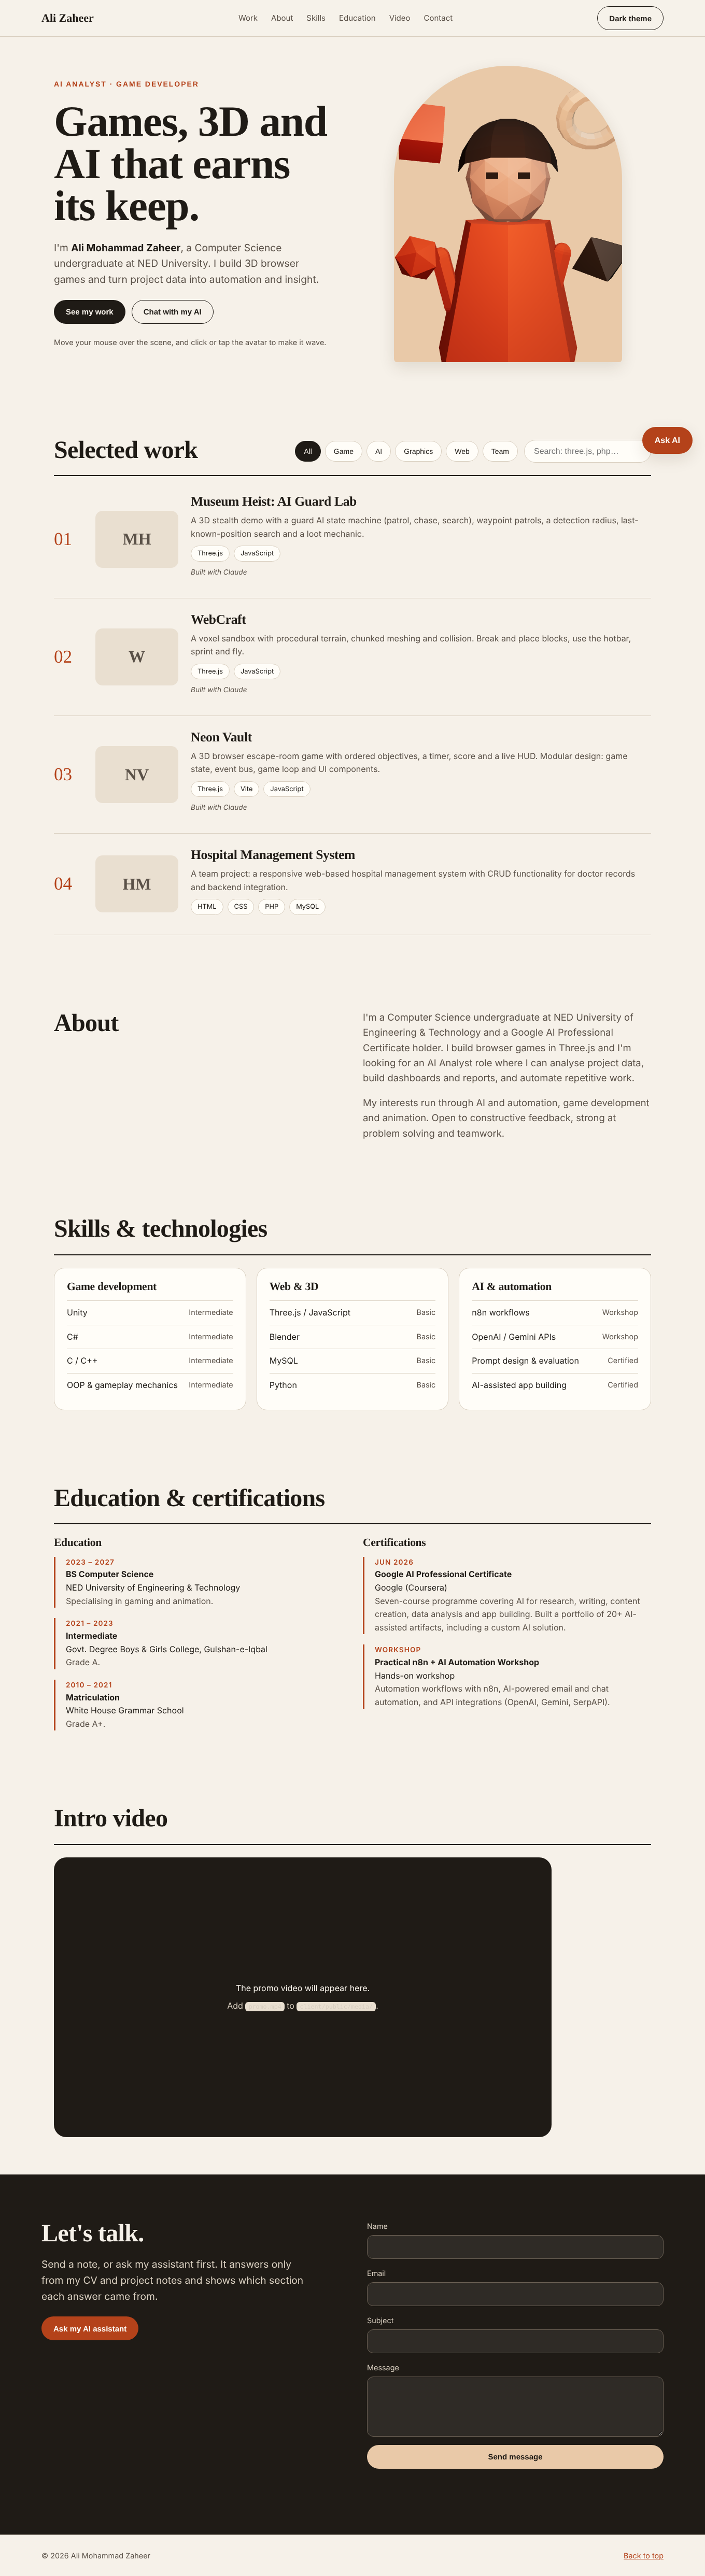 Ali Zaheer
Work
About
Skills
Education
Video
Contact
Dark theme
AI ANALYST · GAME DEVELOPER
Games, 3D and
AI that earns
its keep.
I'm Ali Mohammad Zaheer, a Computer Science
undergraduate at NED University. I build 3D browser
games and turn project data into automation and insight.
See my work
Chat with my AI
Move your mouse over the scene, and click or tap the avatar to make it wave.
Ask AI
Selected work
All
Game
AI
Graphics
Web
Team
Search: three.js, php…
01
MH
Museum Heist: AI Guard Lab
A 3D stealth demo with a guard AI state machine (patrol, chase, search), waypoint patrols, a detection radius, last-
known-position search and a loot mechanic.
Three.js
JavaScript
Built with Claude
02
W
WebCraft
A voxel sandbox with procedural terrain, chunked meshing and collision. Break and place blocks, use the hotbar,
sprint and fly.
Three.js
JavaScript
Built with Claude
03
NV
Neon Vault
A 3D browser escape-room game with ordered objectives, a timer, score and a live HUD. Modular design: game
state, event bus, game loop and UI components.
Three.js
Vite
JavaScript
Built with Claude
04
HM
Hospital Management System
A team project: a responsive web-based hospital management system with CRUD functionality for doctor records
and backend integration.
HTML
CSS
PHP
MySQL
About
I'm a Computer Science undergraduate at NED University of
Engineering & Technology and a Google AI Professional
Certificate holder. I build browser games in Three.js and I'm
looking for an AI Analyst role where I can analyse project data,
build dashboards and reports, and automate repetitive work.
My interests run through AI and automation, game development
and animation. Open to constructive feedback, strong at
problem solving and teamwork.
Skills & technologies
Game development
Unity Intermediate
C# Intermediate
C / C++ Intermediate
OOP & gameplay mechanics Intermediate
Web & 3D
Three.js / JavaScript Basic
Blender Basic
MySQL Basic
Python Basic
AI & automation
n8n workflows Workshop
OpenAI / Gemini APIs Workshop
Prompt design & evaluation Certified
AI-assisted app building Certified
Education & certifications
Education
2023 – 2027
BS Computer Science
NED University of Engineering & Technology
Specialising in gaming and animation.
2021 – 2023
Intermediate
Govt. Degree Boys & Girls College, Gulshan-e-Iqbal
Grade A.
2010 – 2021
Matriculation
White House Grammar School
Grade A+.
Certifications
JUN 2026
Google AI Professional Certificate
Google (Coursera)
Seven-course programme covering AI for research, writing, content
creation, data analysis and app building. Built a portfolio of 20+ AI-
assisted artifacts, including a custom AI solution.
WORKSHOP
Practical n8n + AI Automation Workshop
Hands-on workshop
Automation workflows with n8n, AI-powered email and chat
automation, and API integrations (OpenAI, Gemini, SerpAPI).
Intro video
The promo video will appear here.
Add to .
Let's talk.
Send a note, or ask my assistant first. It answers only
from my CV and project notes and shows which section
each answer came from.
Ask my AI assistant
Name
Email
Subject
Message
Send message
© 2026 Ali Mohammad Zaheer
Back to top